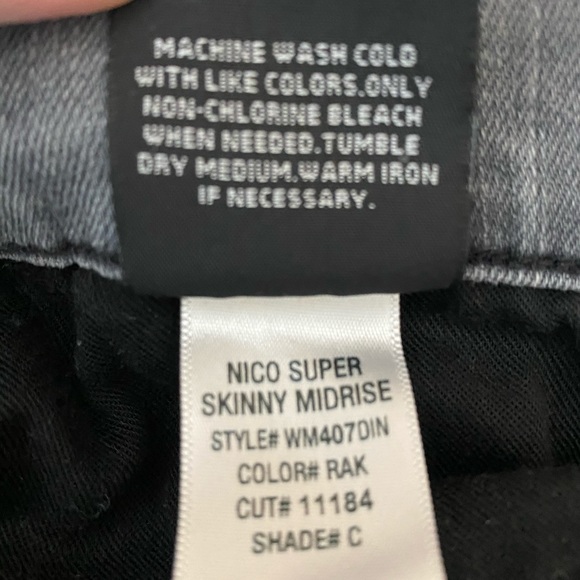 MACHINE WASH COLD
WITH LIKE COLORS.ONLY
NON-CHLORINE BLEACH
WHEN NEEDED.TUMBLE
DRY MEDIUM.WARM IRON
IF NECESSARY.
NICO SUPER
SKINNY MIDRISE
STYLE# WM407DIN
COLOR# RAK
CUT# 11184
SHADE# C